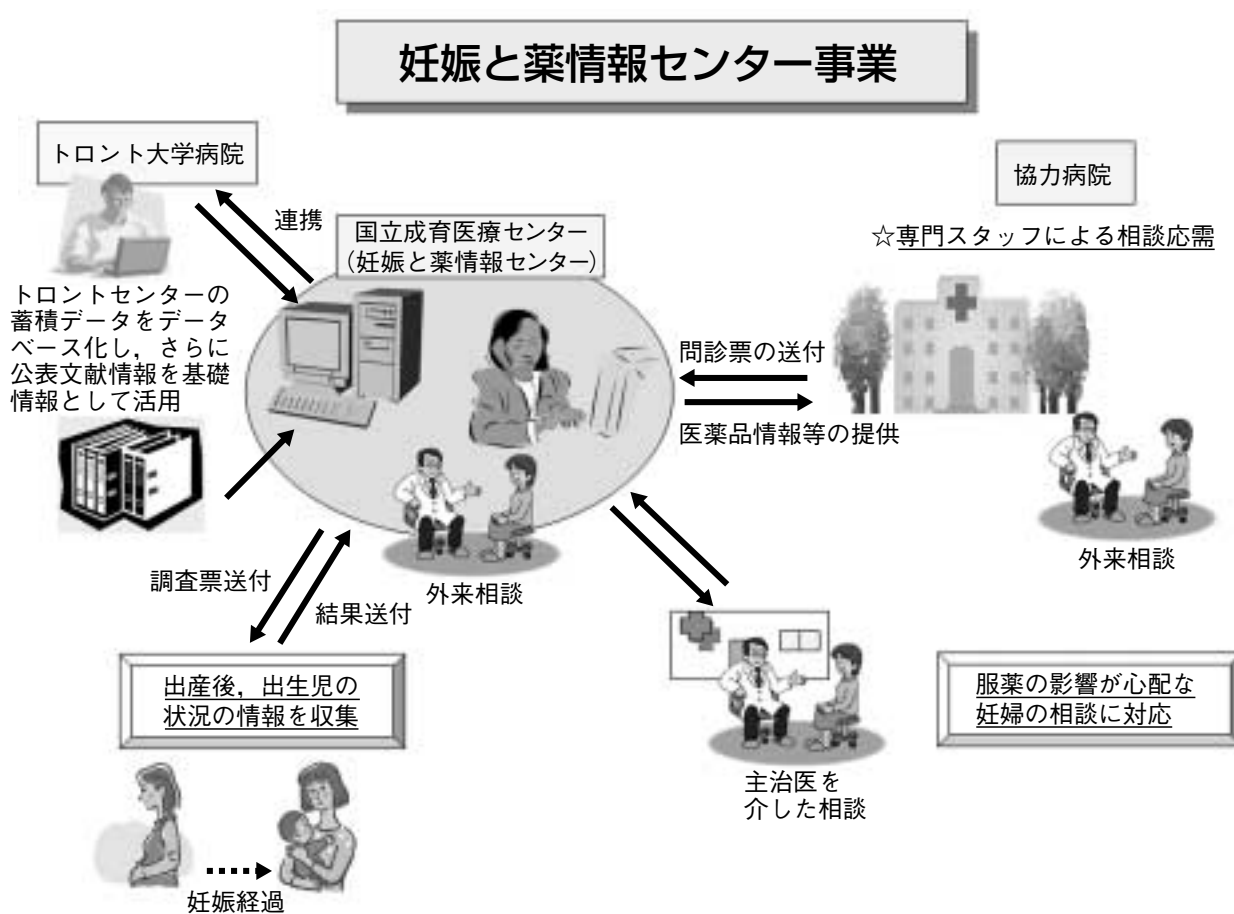 妊娠と薬情報センター事業
トロント大学病院
連携
トロントセンターの
蓄積データをデータ
ベース化し，さらに
公表文献情報を基礎
情報として活用
国立成育医療センター
（妊娠と薬情報センター）
外来相談
協力病院
☆専門スタッフによる相談応需
問診票の送付
医薬品情報等の提供
外来相談
調査票送付
結果送付
出産後，出生児の
状況の情報を収集
妊娠経過
主治医を
介した相談
服薬の影響が心配な
妊婦の相談に対応